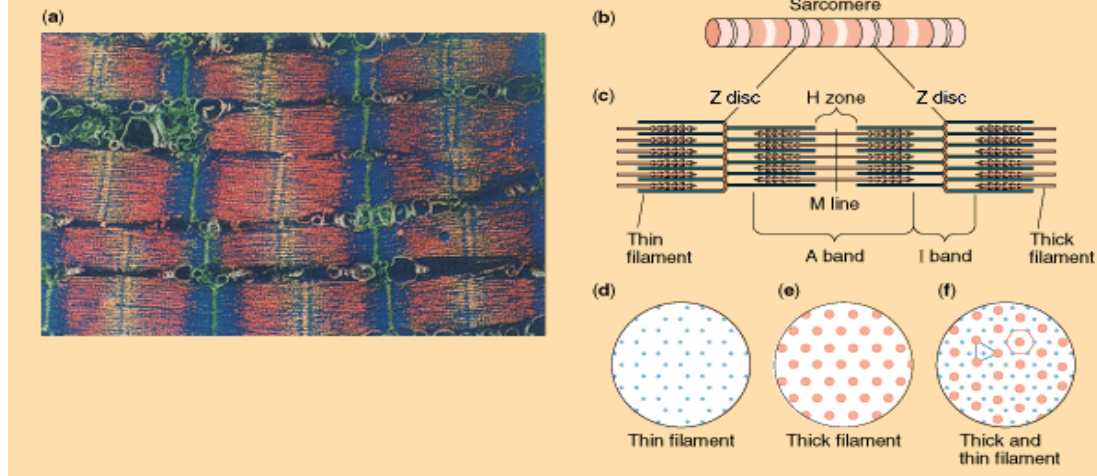 (a)
Sarcomere
(b)
Z disc
H zone
Z disc
(c)
M line
Thin
filament
A band
I band
Thick
filament
(d)
(e)
(f)
Thin filament
Thick filament
Thick and
thin filament